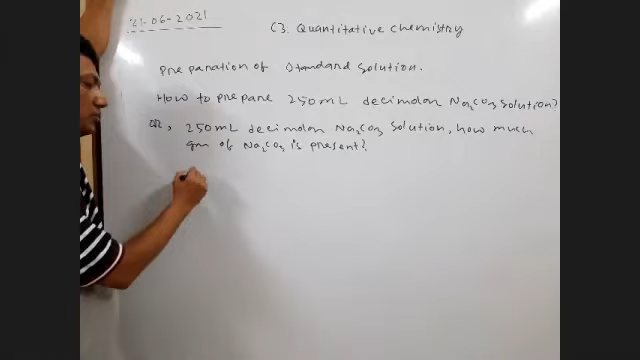 21-06-2021
C3. Quantitative Chemistry
Preparation of Standard Solution.
How to prepare 250mL decimolar Na₂CO₃ Solution?
OR, 250mL decimolar Na₂CO₃ Solution, how much
gm of Na₂CO₃ is present?